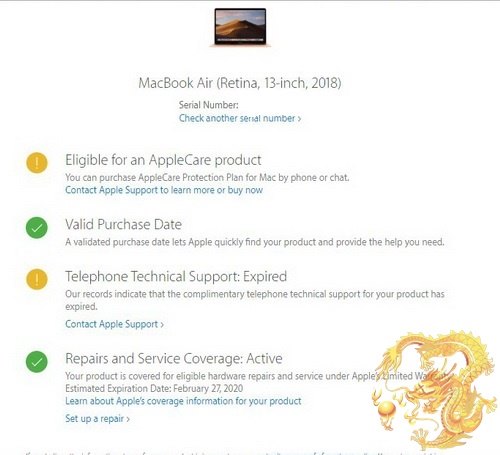 MacBook Air (Retina, 13-inch, 2018)
Serial Number:
Check another serial number ›
Eligible for an AppleCare product
You can purchase AppleCare Protection Plan for Mac by phone or chat.
Contact Apple Support to learn more or buy now
Valid Purchase Date
A validated purchase date lets Apple quickly find your product and provide the help you need.
Telephone Technical Support: Expired
Our records indicate that the complimentary telephone technical support for your product has
expired.
Contact Apple Support ›
Repairs and Service Coverage: Active
Your product is covered for eligible hardware repairs and service under Apple's Limited Warranty.
Estimated Expiration Date: February 27, 2020
Learn about Apple's coverage information for your product
Set up a repair ›